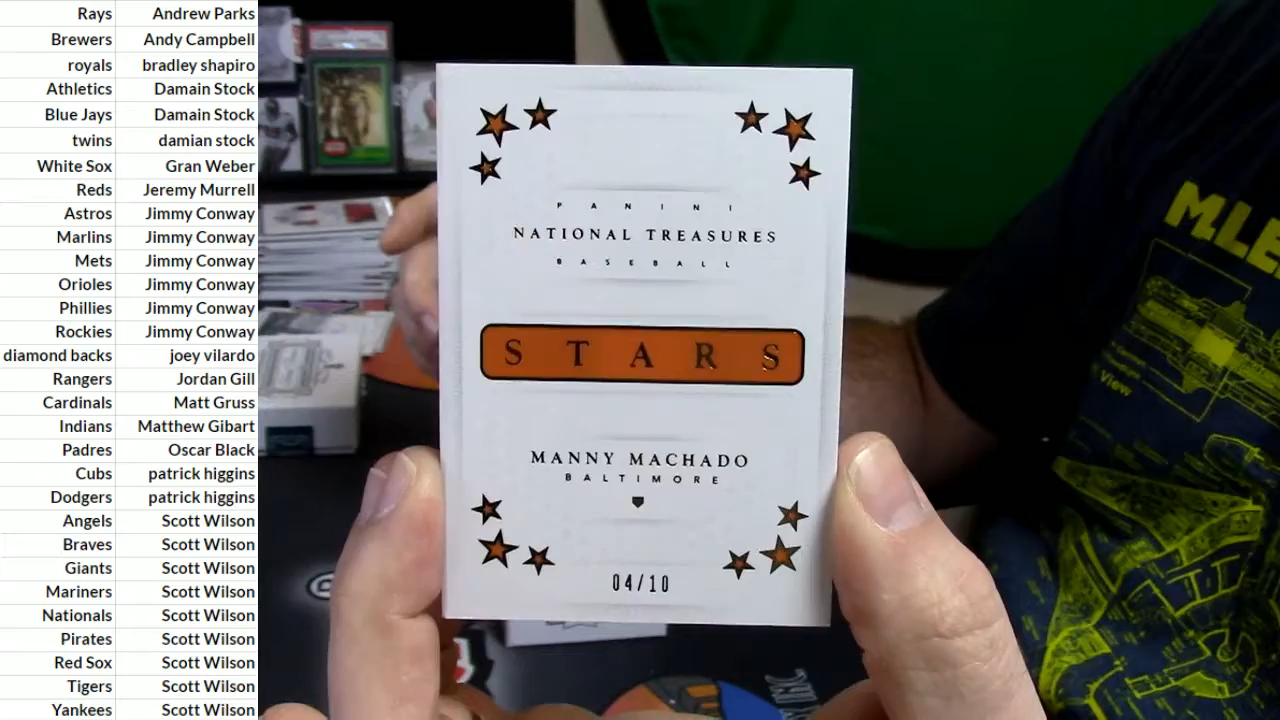 Rays Andrew Parks
Brewers Andy Campbell
royals bradley shapiro
Athletics Damain Stock
Blue Jays Damain Stock
twins damian stock
White Sox Gran Weber
Reds Jeremy Murrell
Astros Jimmy Conway
Marlins Jimmy Conway
Mets Jimmy Conway
Orioles Jimmy Conway
Phillies Jimmy Conway
Rockies Jimmy Conway
diamond backs joey vilardo
Rangers Jordan Gill
Cardinals Matt Gruss
Indians Matthew Gibart
Padres Oscar Black
Cubs patrick higgins
Dodgers patrick higgins
Angels Scott Wilson
Braves Scott Wilson
Giants Scott Wilson
Mariners Scott Wilson
Nationals Scott Wilson
Pirates Scott Wilson
Red Sox Scott Wilson
Tigers Scott Wilson
Yankees Scott Wilson
PANINI
NATIONAL TREASURES
BASEBALL
STARS
MANNY MACHADO
BALTIMORE
04/10
View